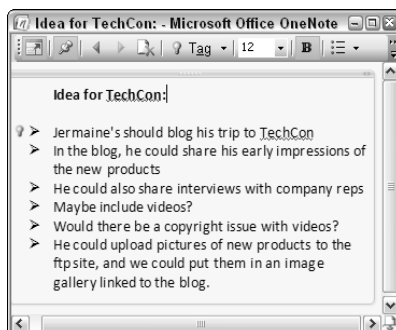 Idea for TechCon: - Microsoft Office OneNote
Tag
12
B
Idea for TechCon:
Jermaine's should blog his trip to TechCon
In the blog, he could share his early impressions of
the new products
He could also share interviews with company reps
Maybe include videos?
Would there be a copyright issue with videos?
He could upload pictures of new products to the
ftp site, and we could put them in an image
gallery linked to the blog.